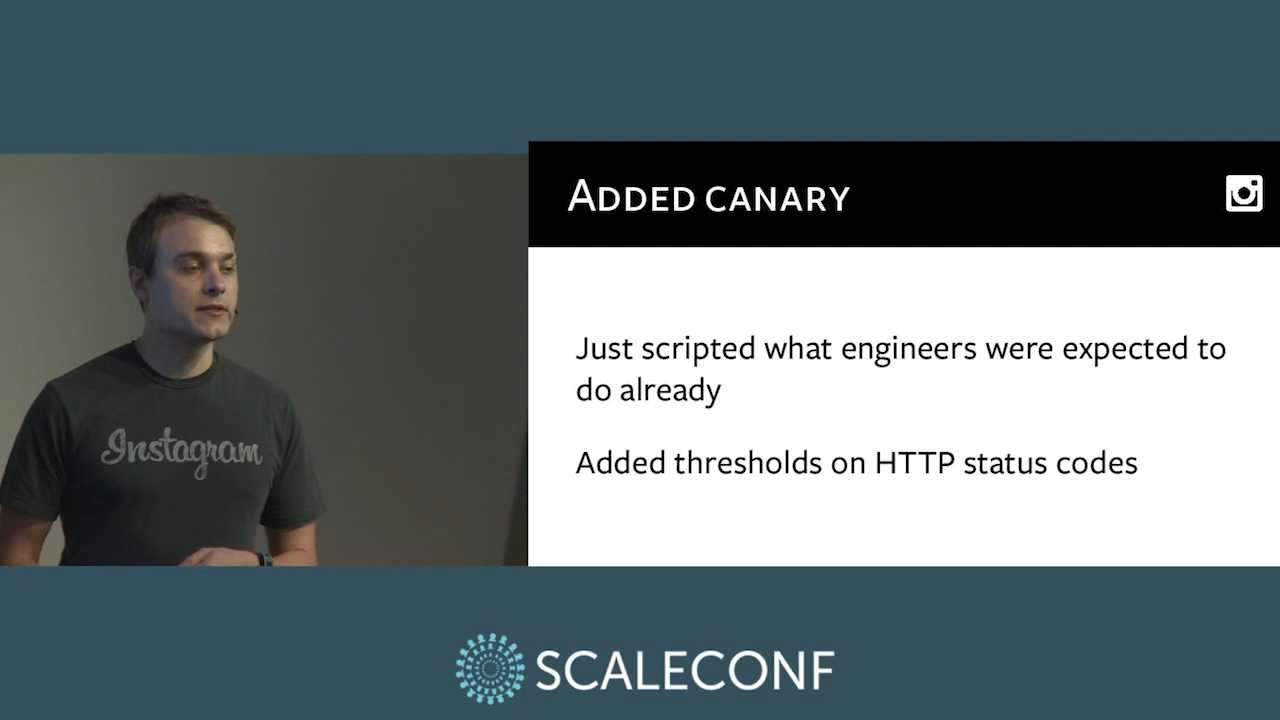 Instagram
ADDED CANARY
Just scripted what engineers were expected to
do already
Added thresholds on HTTP status codes
SCALECONF